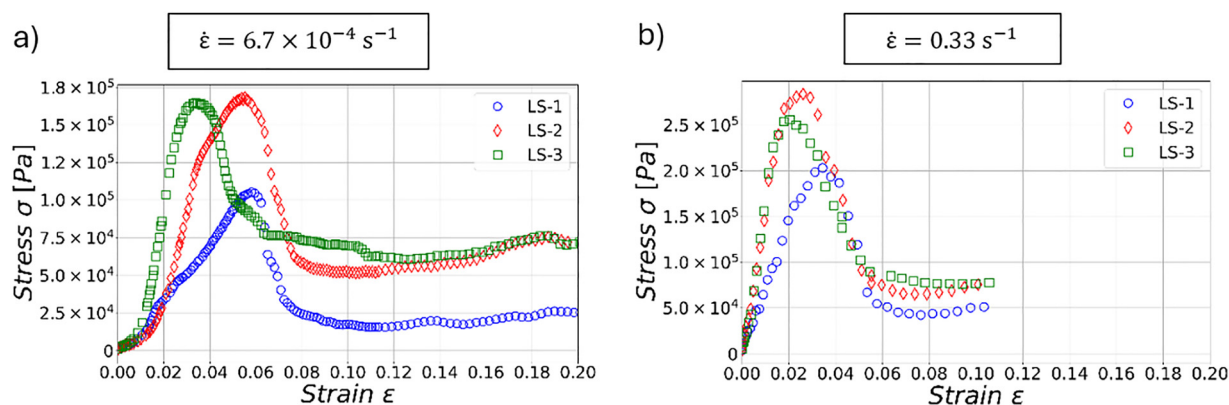 a)
ε̇ = 6.7 × 10⁻⁴ s⁻¹
1.8 × 10⁵
1.5 × 10⁵
1.2 × 10⁵
1.0 × 10⁵
7.5 × 10⁴
5.0 × 10⁴
2.5 × 10⁴
0
Stress σ [Pa]
LS-1
LS-2
LS-3
0.00 0.02 0.04 0.06 0.08 0.10 0.12 0.14 0.16 0.18 0.20
Strain ε
b)
ε̇ = 0.33 s⁻¹
2.5 × 10⁵
2.0 × 10⁵
1.5 × 10⁵
1.0 × 10⁵
5.0 × 10⁴
0
Stress σ [Pa]
LS-1
LS-2
LS-3
0.00 0.02 0.04 0.06 0.08 0.10 0.12 0.14 0.16 0.18 0.20
Strain ε